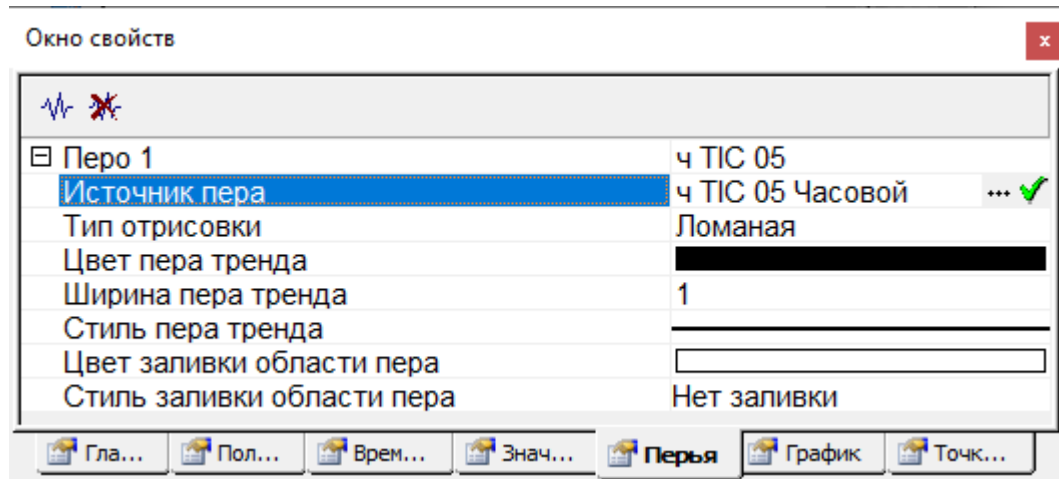 Окно свойств
Перо 1 ч TIC 05
Источник пера ч TIC 05 Часовой ...
Тип отрисовки Ломаная
Цвет пера тренда
Ширина пера тренда 1
Стиль пера тренда
Цвет заливки области пера
Стиль заливки области пера Нет заливки
Гла... Пол... Врем... Знач... Перья График Точк...